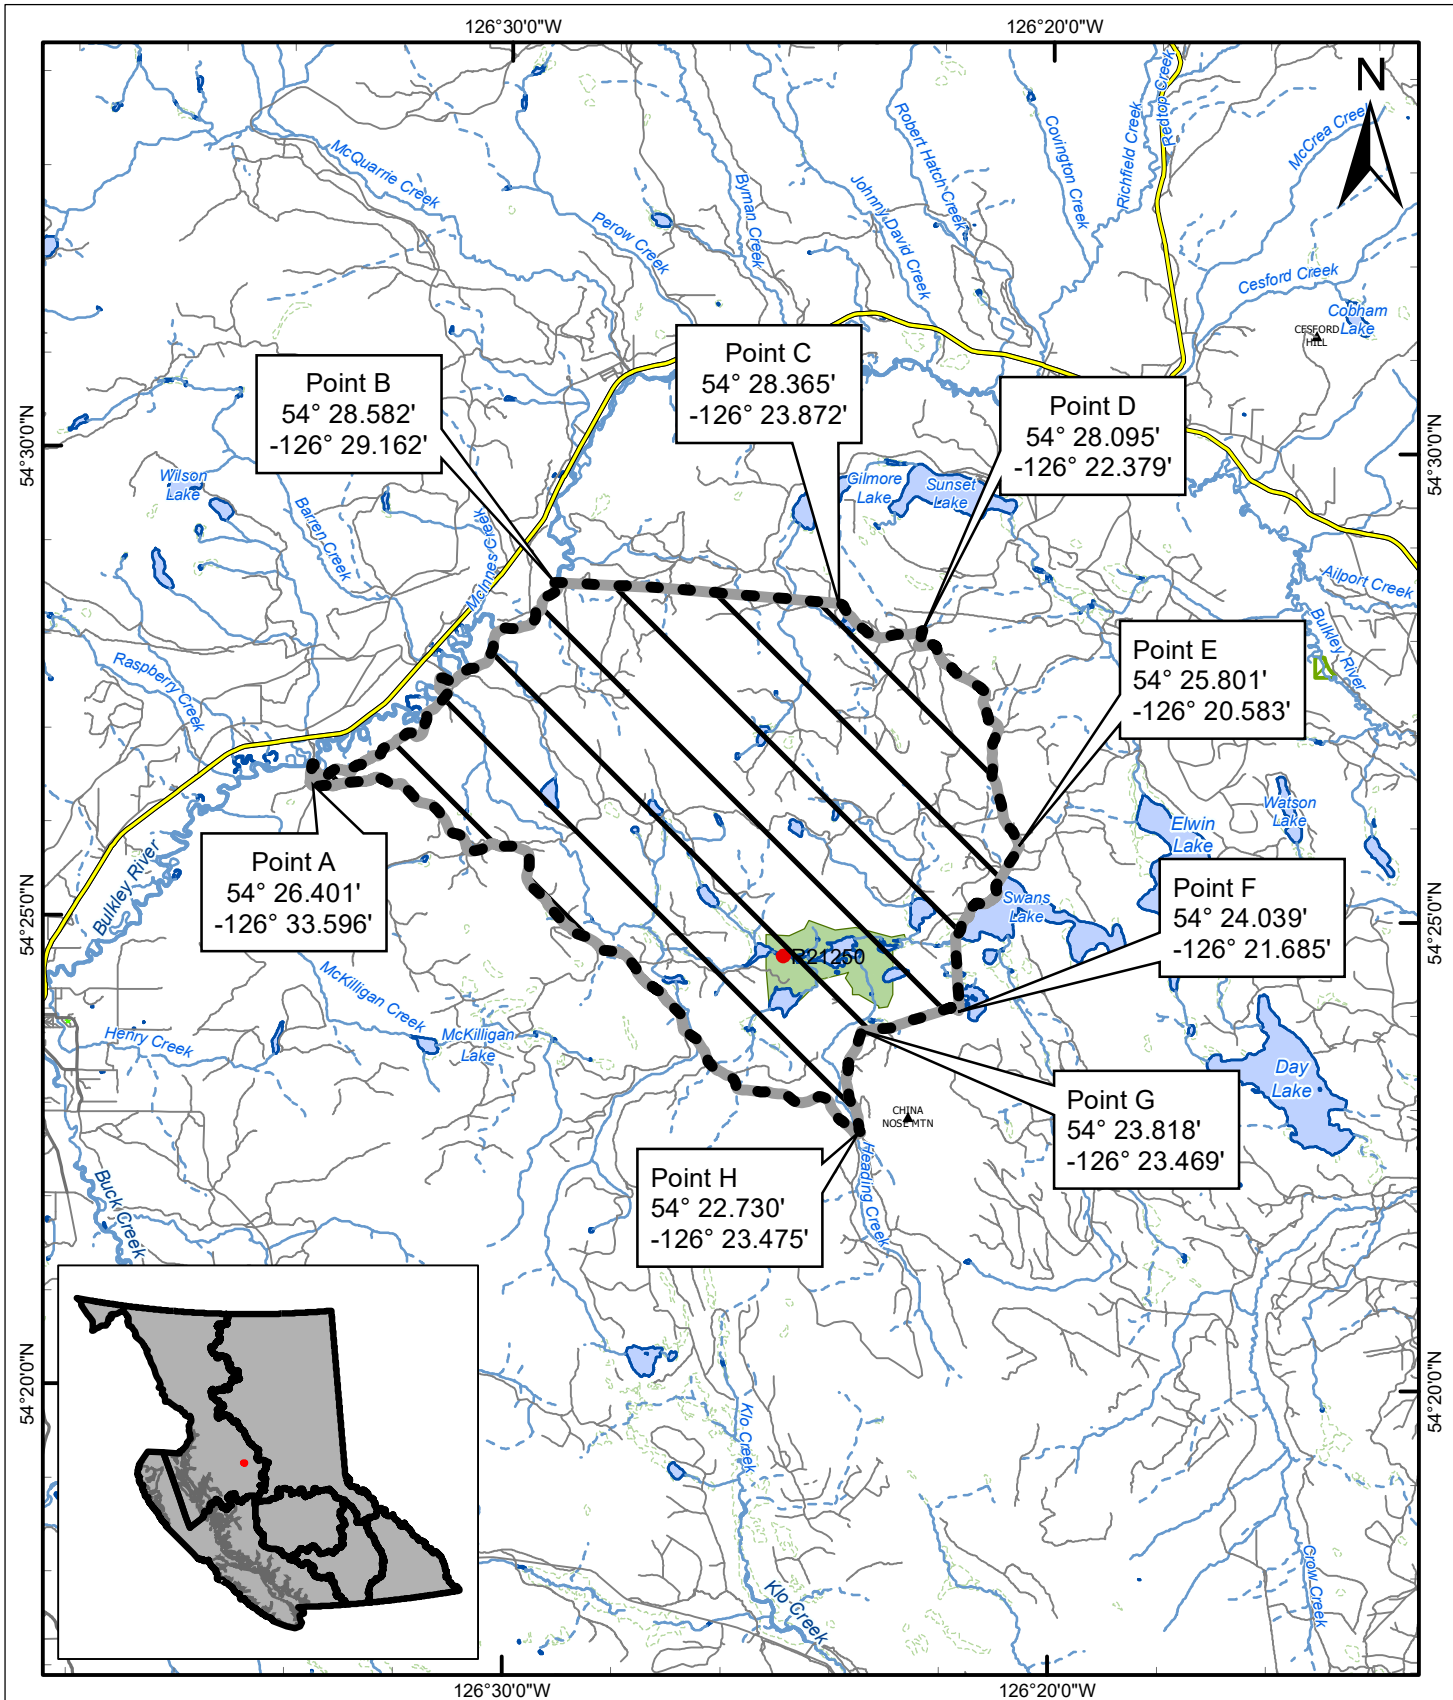 126°30'0"W
126°20'0"W
N
McQuarrie Creek
Perow Creek
Byman Creek
Johnny David Creek
Robert Hatch Creek
Covington Creek
Richfield Creek
Redtop Creek
McCrea Creek
Cesford Creek
Cobham
Lake
CESFORD
HILL
Point B
54° 28.582'
-126° 29.162'
Point C
54° 28.365'
-126° 23.872'
Point D
54° 28.095'
-126° 22.379'
54°30'0"N
54°30'0"N
Wilson
Lake
Barren Creek
McInnes Creek
Gilmore
Lake
Sunset
Lake
Ailport Creek
Bulkley River
Raspberry Creek
Point E
54° 25.801'
-126° 20.583'
Elwin
Lake
Watson
Lake
Point A
54° 26.401'
-126° 33.596'
Bulkley River
Swans
Lake
Point F
54° 24.039'
-126° 21.685'
54°25'0"N
54°25'0"N
R21250
McKilligan Creek
McKilligan
Lake
Henry Creek
Day
Lake
CHINA
NOSE MTN
Point G
54° 23.818'
-126° 23.469'
Point H
54° 22.730'
-126° 23.475'
Heading Creek
Buck Creek
54°20'0"N
54°20'0"N
Klo Creek
Klo Creek
Crow Creek
126°30'0"W
126°20'0"W